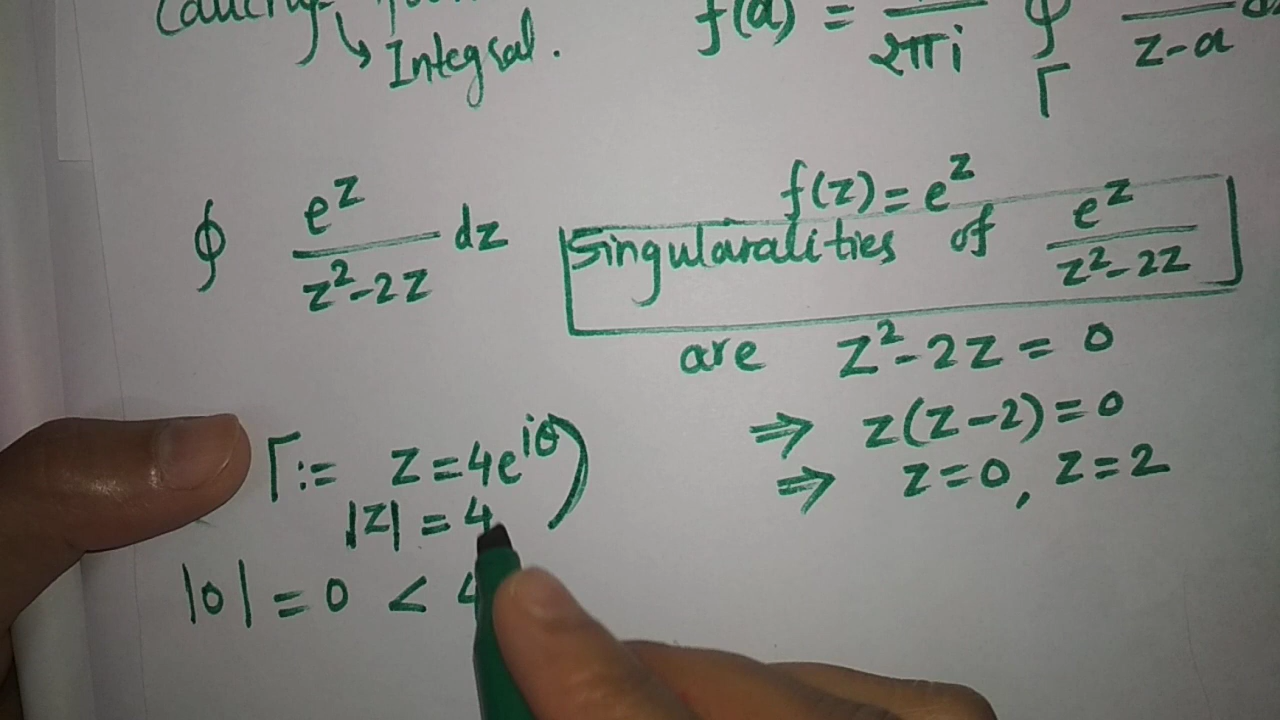 Integral.
f(a) = 2πi ∮ z-a
Γ
∮ e^z / z²-2z dz
f(z) = e^z
Singularalities of e^z / z²-2z
are z²-2z = 0
⇒ z(z-2)=0
⇒ z=0, z=2
Γ:= z=4e^iθ)
|z| = 4
|0| = 0 < 4